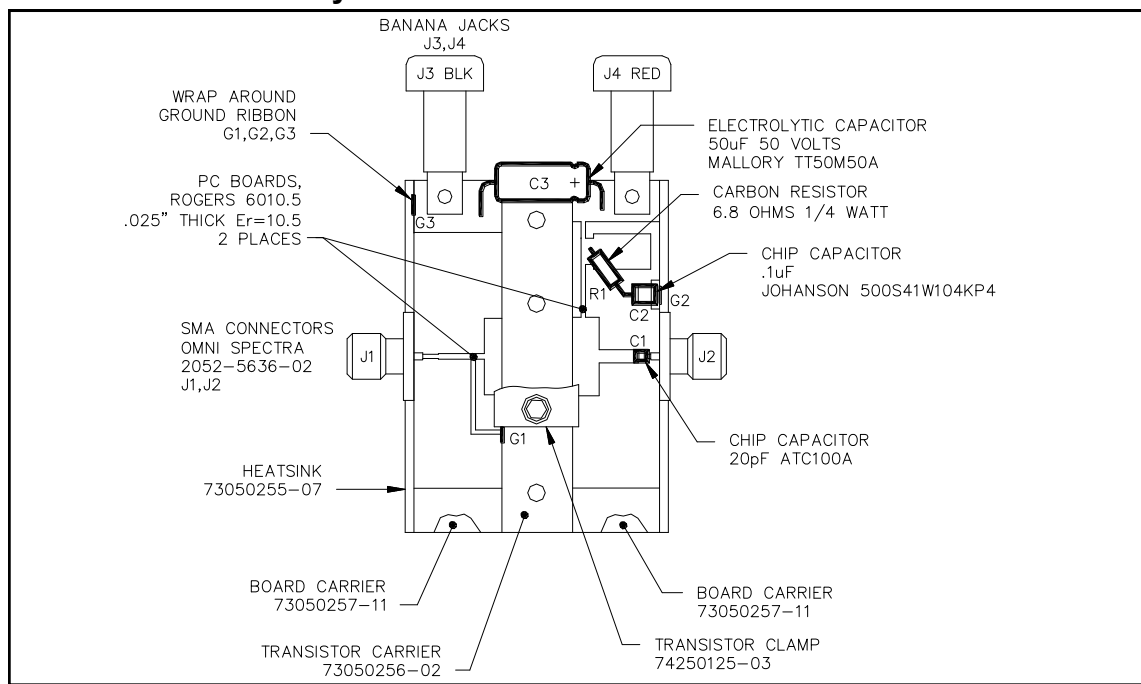 BANANA JACKS
J3,J4
J3 BLK
J4 RED
WRAP AROUND
GROUND RIBBON
G1,G2,G3
ELECTROLYTIC CAPACITOR
50uF 50 VOLTS
MALLORY TT50M50A
C3 +
PC BOARDS,
ROGERS 6010.5
.025" THICK Er=10.5
2 PLACES
CARBON RESISTOR
6.8 OHMS 1/4 WATT
G3
CHIP CAPACITOR
.1uF
JOHANSON 500S41W104KP4
R1
C2
G2
SMA CONNECTORS
OMNI SPECTRA
2052-5636-02
J1,J2
J1
C1
J2
G1
CHIP CAPACITOR
20pF ATC100A
HEATSINK
73050255-07
BOARD CARRIER
73050257-11
BOARD CARRIER
73050257-11
TRANSISTOR CARRIER
73050256-02
TRANSISTOR CLAMP
74250125-03